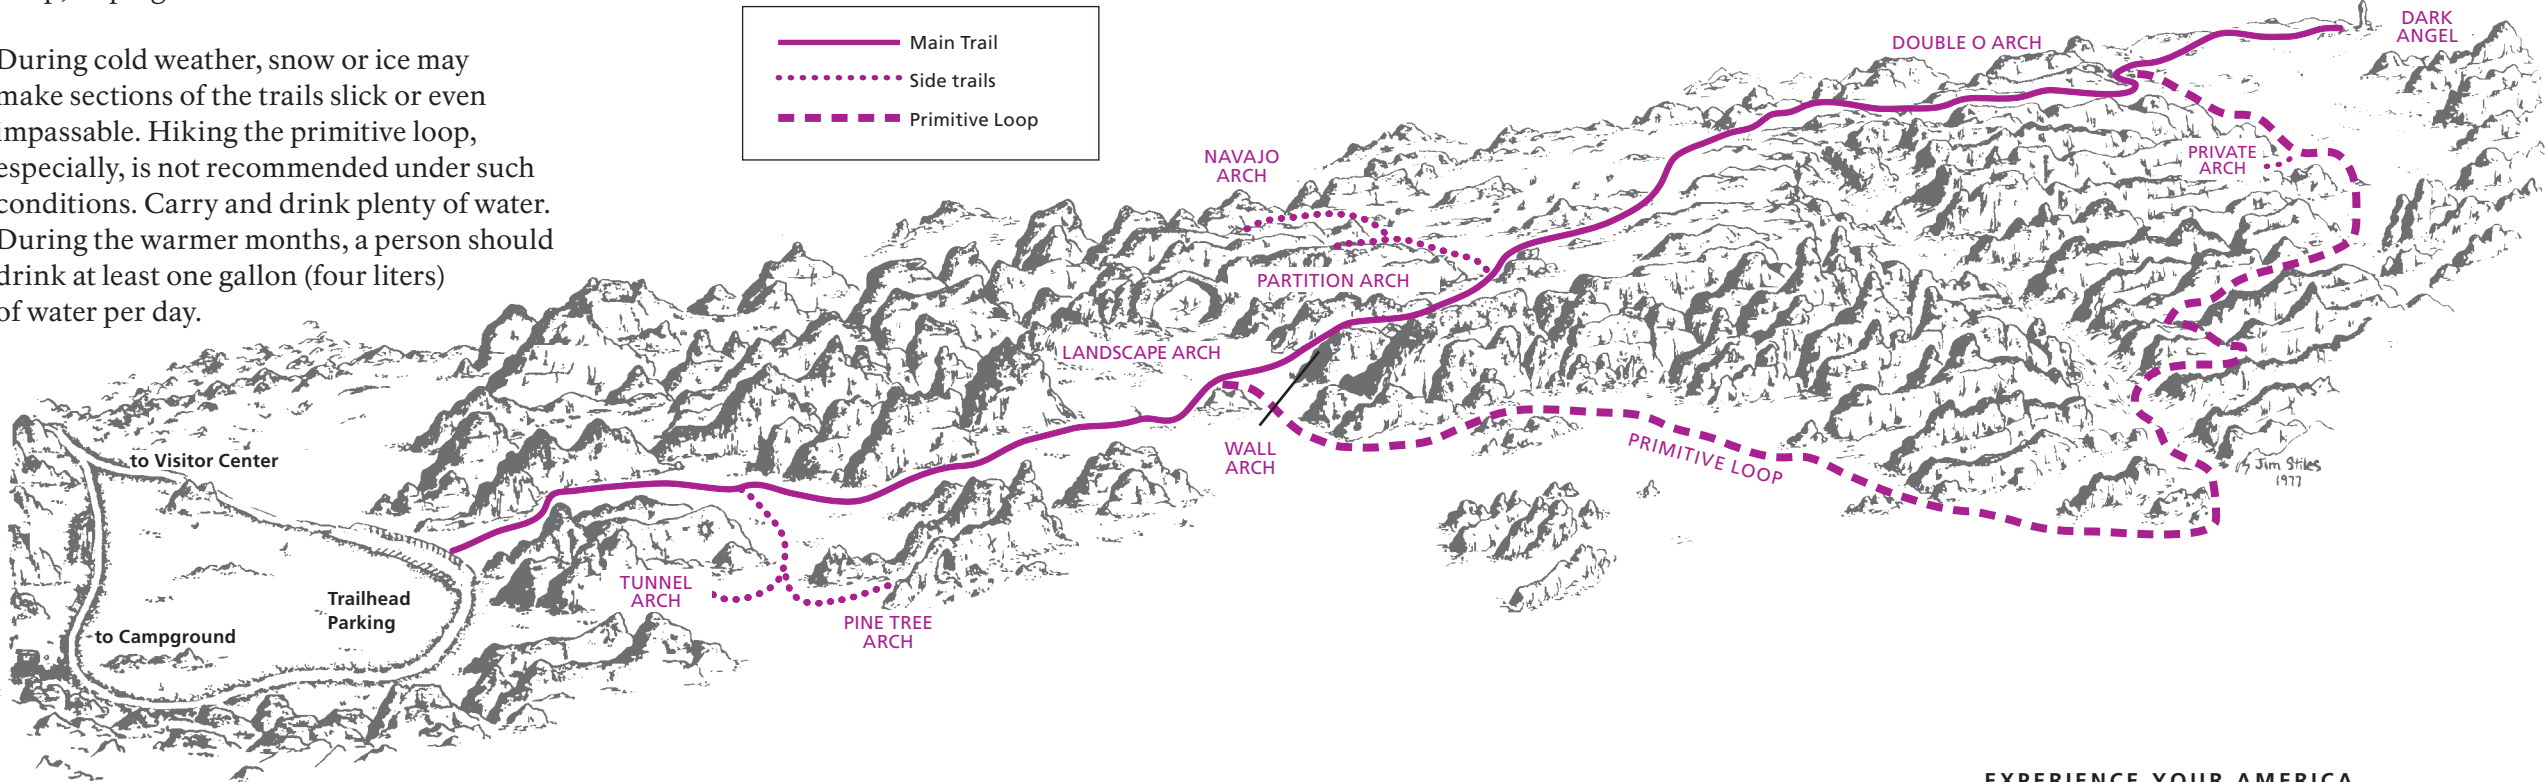 During cold weather, snow or ice may
make sections of the trails slick or even
impassable. Hiking the primitive loop,
especially, is not recommended under such
conditions. Carry and drink plenty of water.
During the warmer months, a person should
drink at least one gallon (four liters)
of water per day.
Main Trail
Side trails
Primitive Loop
DARK
ANGEL
DOUBLE O ARCH
PRIVATE
ARCH
NAVAJO
ARCH
PARTITION ARCH
LANDSCAPE ARCH
WALL
ARCH
PRIMITIVE LOOP
Jim Stiles
1977
to Visitor Center
Trailhead
Parking
to Campground
TUNNEL
ARCH
PINE TREE
ARCH
EXPERIENCE YOUR AMERICA